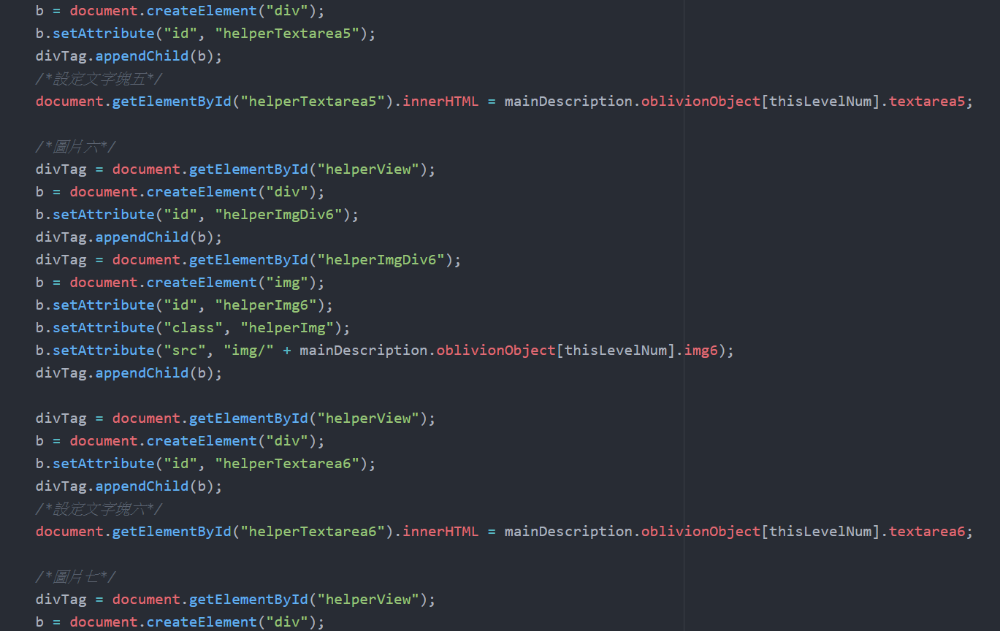 b = document.createElement("div");
b.setAttribute("id", "helperTextarea5");
divTag.appendChild(b);
/*設定文字塊五*/
document.getElementById("helperTextarea5").innerHTML = mainDescription.oblivionObject[thisLevelNum].textarea5;
/*圖片六*/
divTag = document.getElementById("helperView");
b = document.createElement("div");
b.setAttribute("id", "helperImgDiv6");
divTag.appendChild(b);
divTag = document.getElementById("helperImgDiv6");
b = document.createElement("img");
b.setAttribute("id", "helperImg6");
b.setAttribute("class", "helperImg");
b.setAttribute("src", "img/" + mainDescription.oblivionObject[thisLevelNum].img6);
divTag.appendChild(b);
divTag = document.getElementById("helperView");
b = document.createElement("div");
b.setAttribute("id", "helperTextarea6");
divTag.appendChild(b);
/*設定文字塊六*/
document.getElementById("helperTextarea6").innerHTML = mainDescription.oblivionObject[thisLevelNum].textarea6;
/*圖片七*/
divTag = document.getElementById("helperView");
b = document.createElement("div");